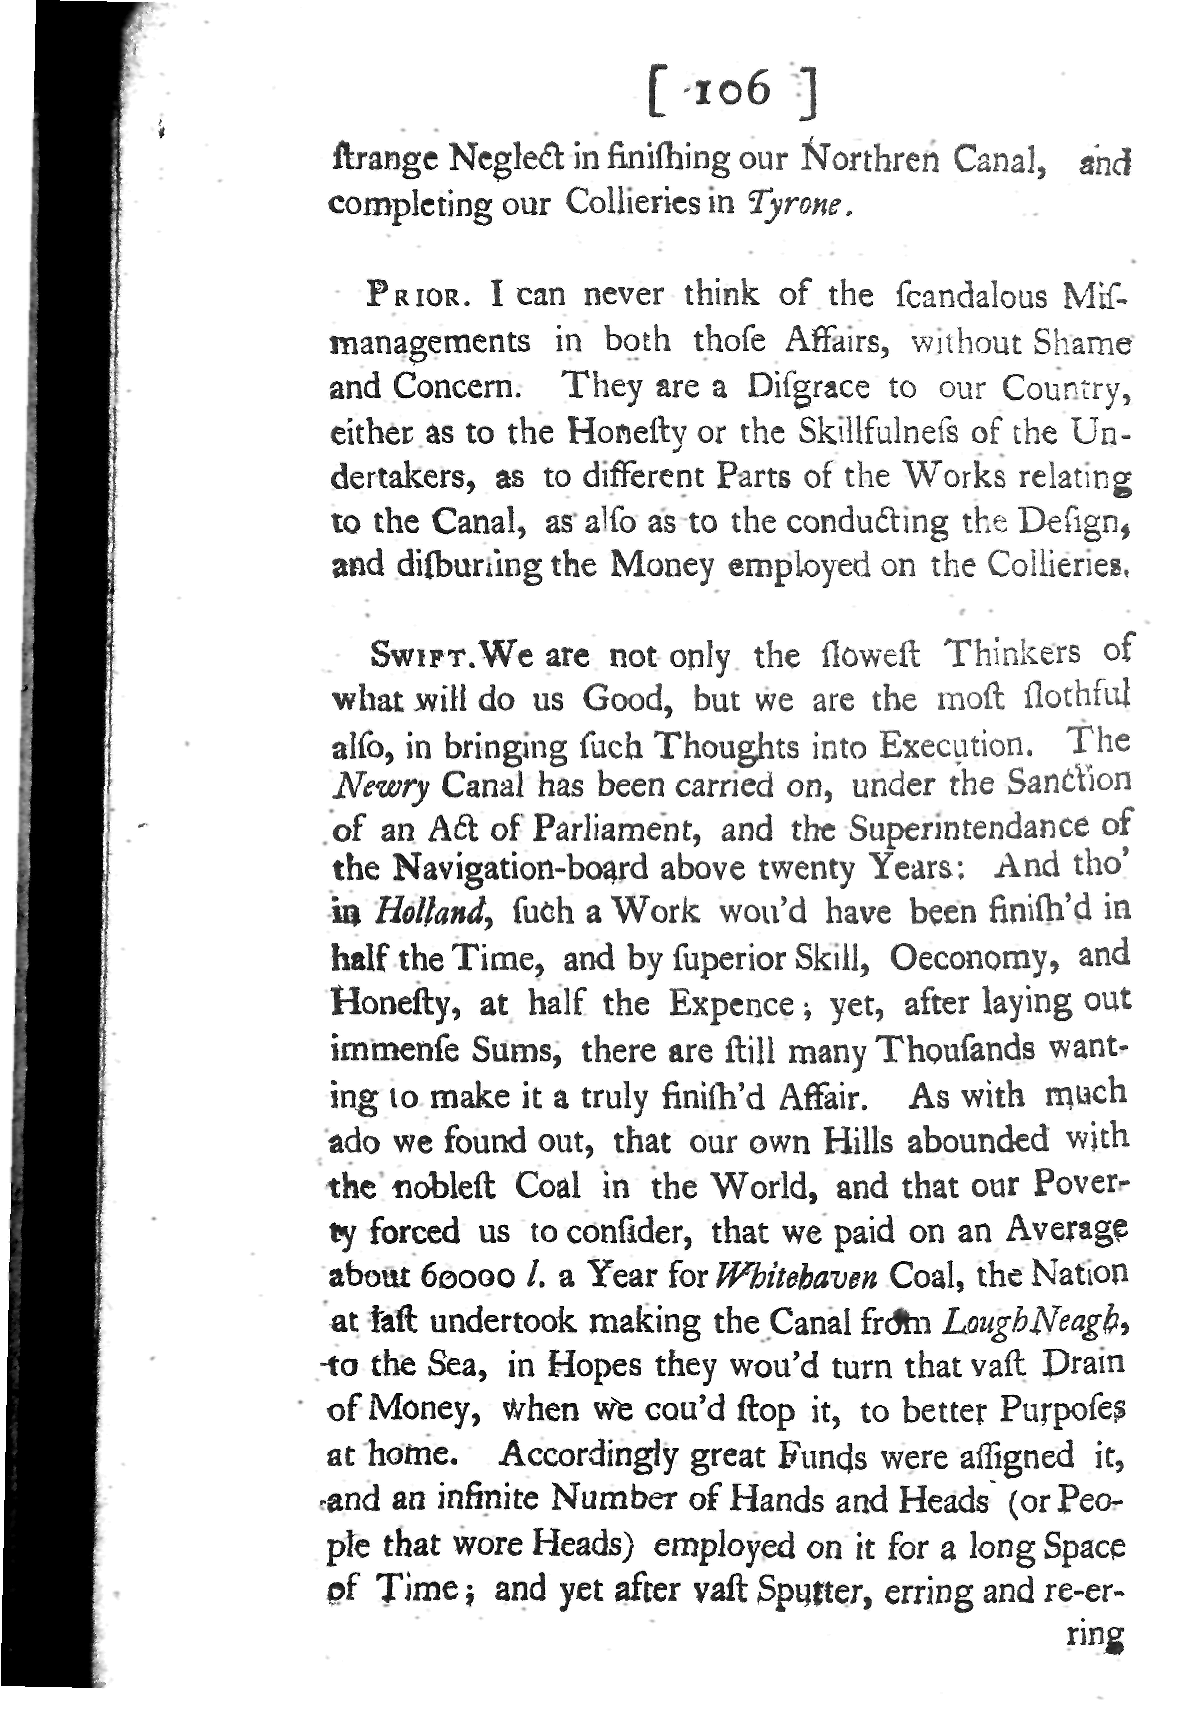 [ 106 ]
ſtrange Neglect in finiſhing our Northren Canal, and
completing our Collieries in Tyrone.
PRIOR. I can never think of the ſcandalous Miſ-
managements in both thoſe Affairs, without Shame
and Concern. They are a Diſgrace to our Country,
either as to the Honeſty or the Skillfulneſs of the Un-
dertakers, as to different Parts of the Works relating
to the Canal, as alſo as to the conducting the Deſign,
and diſburſing the Money employed on the Collieries.
SWIFT. We are not only the ſloweſt Thinkers of
what will do us Good, but we are the moſt ſlothful
alſo, in bringing ſuch Thoughts into Execution. The
Newry Canal has been carried on, under the Sanction
of an Act of Parliament, and the Superintendance of
the Navigation-board above twenty Years: And tho'
in Holland, ſuch a Work wou'd have been finiſh'd in
half the Time, and by ſuperior Skill, Oeconomy, and
Honeſty, at half the Expence; yet, after laying out
immenſe Sums, there are ſtill many Thouſands want-
ing to make it a truly finiſh'd Affair. As with much
ado we found out, that our own Hills abounded with
the nobleſt Coal in the World, and that our Pover-
ty forced us to conſider, that we paid on an Average
about 60000 l. a Year for Whitehaven Coal, the Nation
at laſt undertook making the Canal from Lough Neagh,
to the Sea, in Hopes they wou'd turn that vaſt Drain
of Money, when we cou'd ſtop it, to better Purpoſes
at home. Accordingly great Funds were aſſigned it,
and an infinite Number of Hands and Heads (or Peo-
ple that wore Heads) employed on it for a long Space
of Time; and yet after vaſt Sputter, erring and re-er-
ring